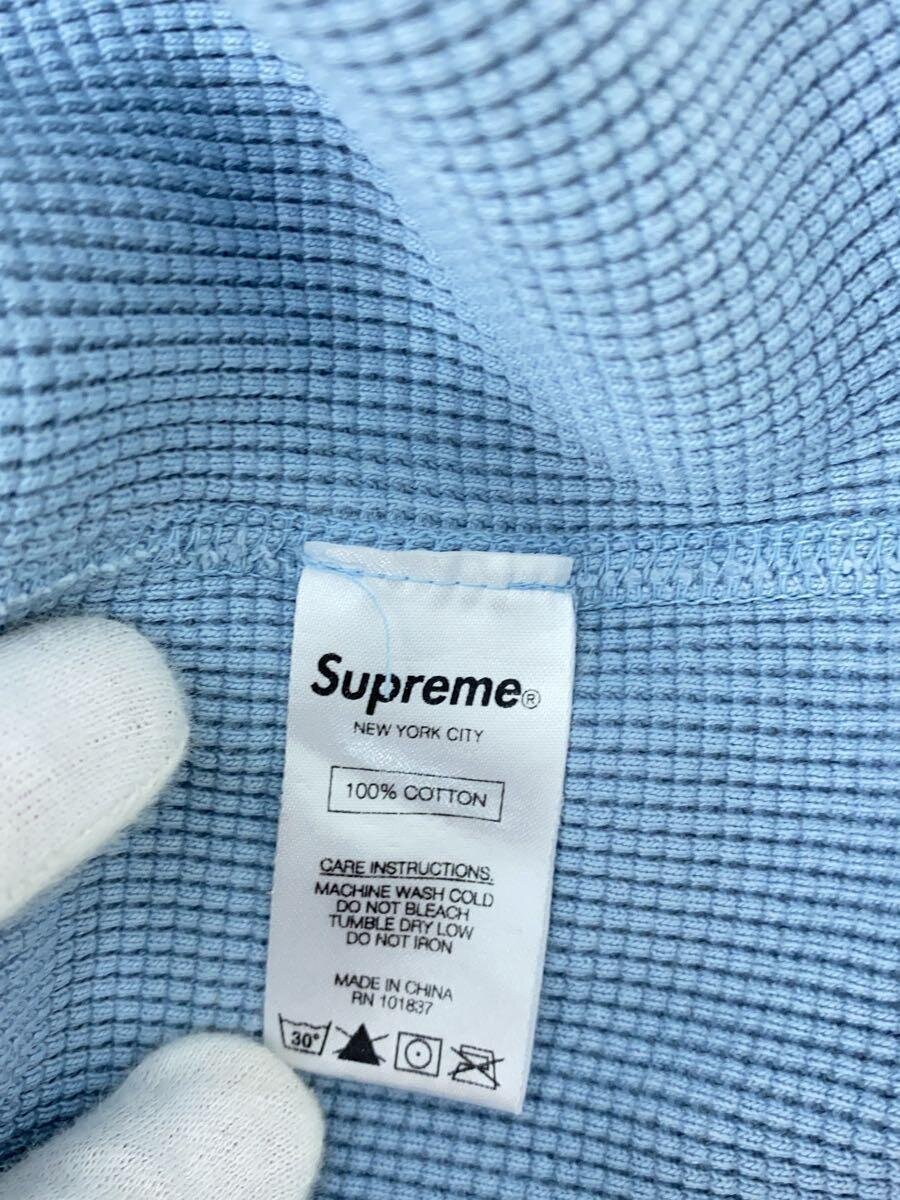 Supreme®
NEW YORK CITY
100% COTTON
CARE INSTRUCTIONS.
MACHINE WASH COLD
DO NOT BLEACH
TUMBLE DRY LOW
DO NOT IRON
MADE IN CHINA
RN 101837
30°